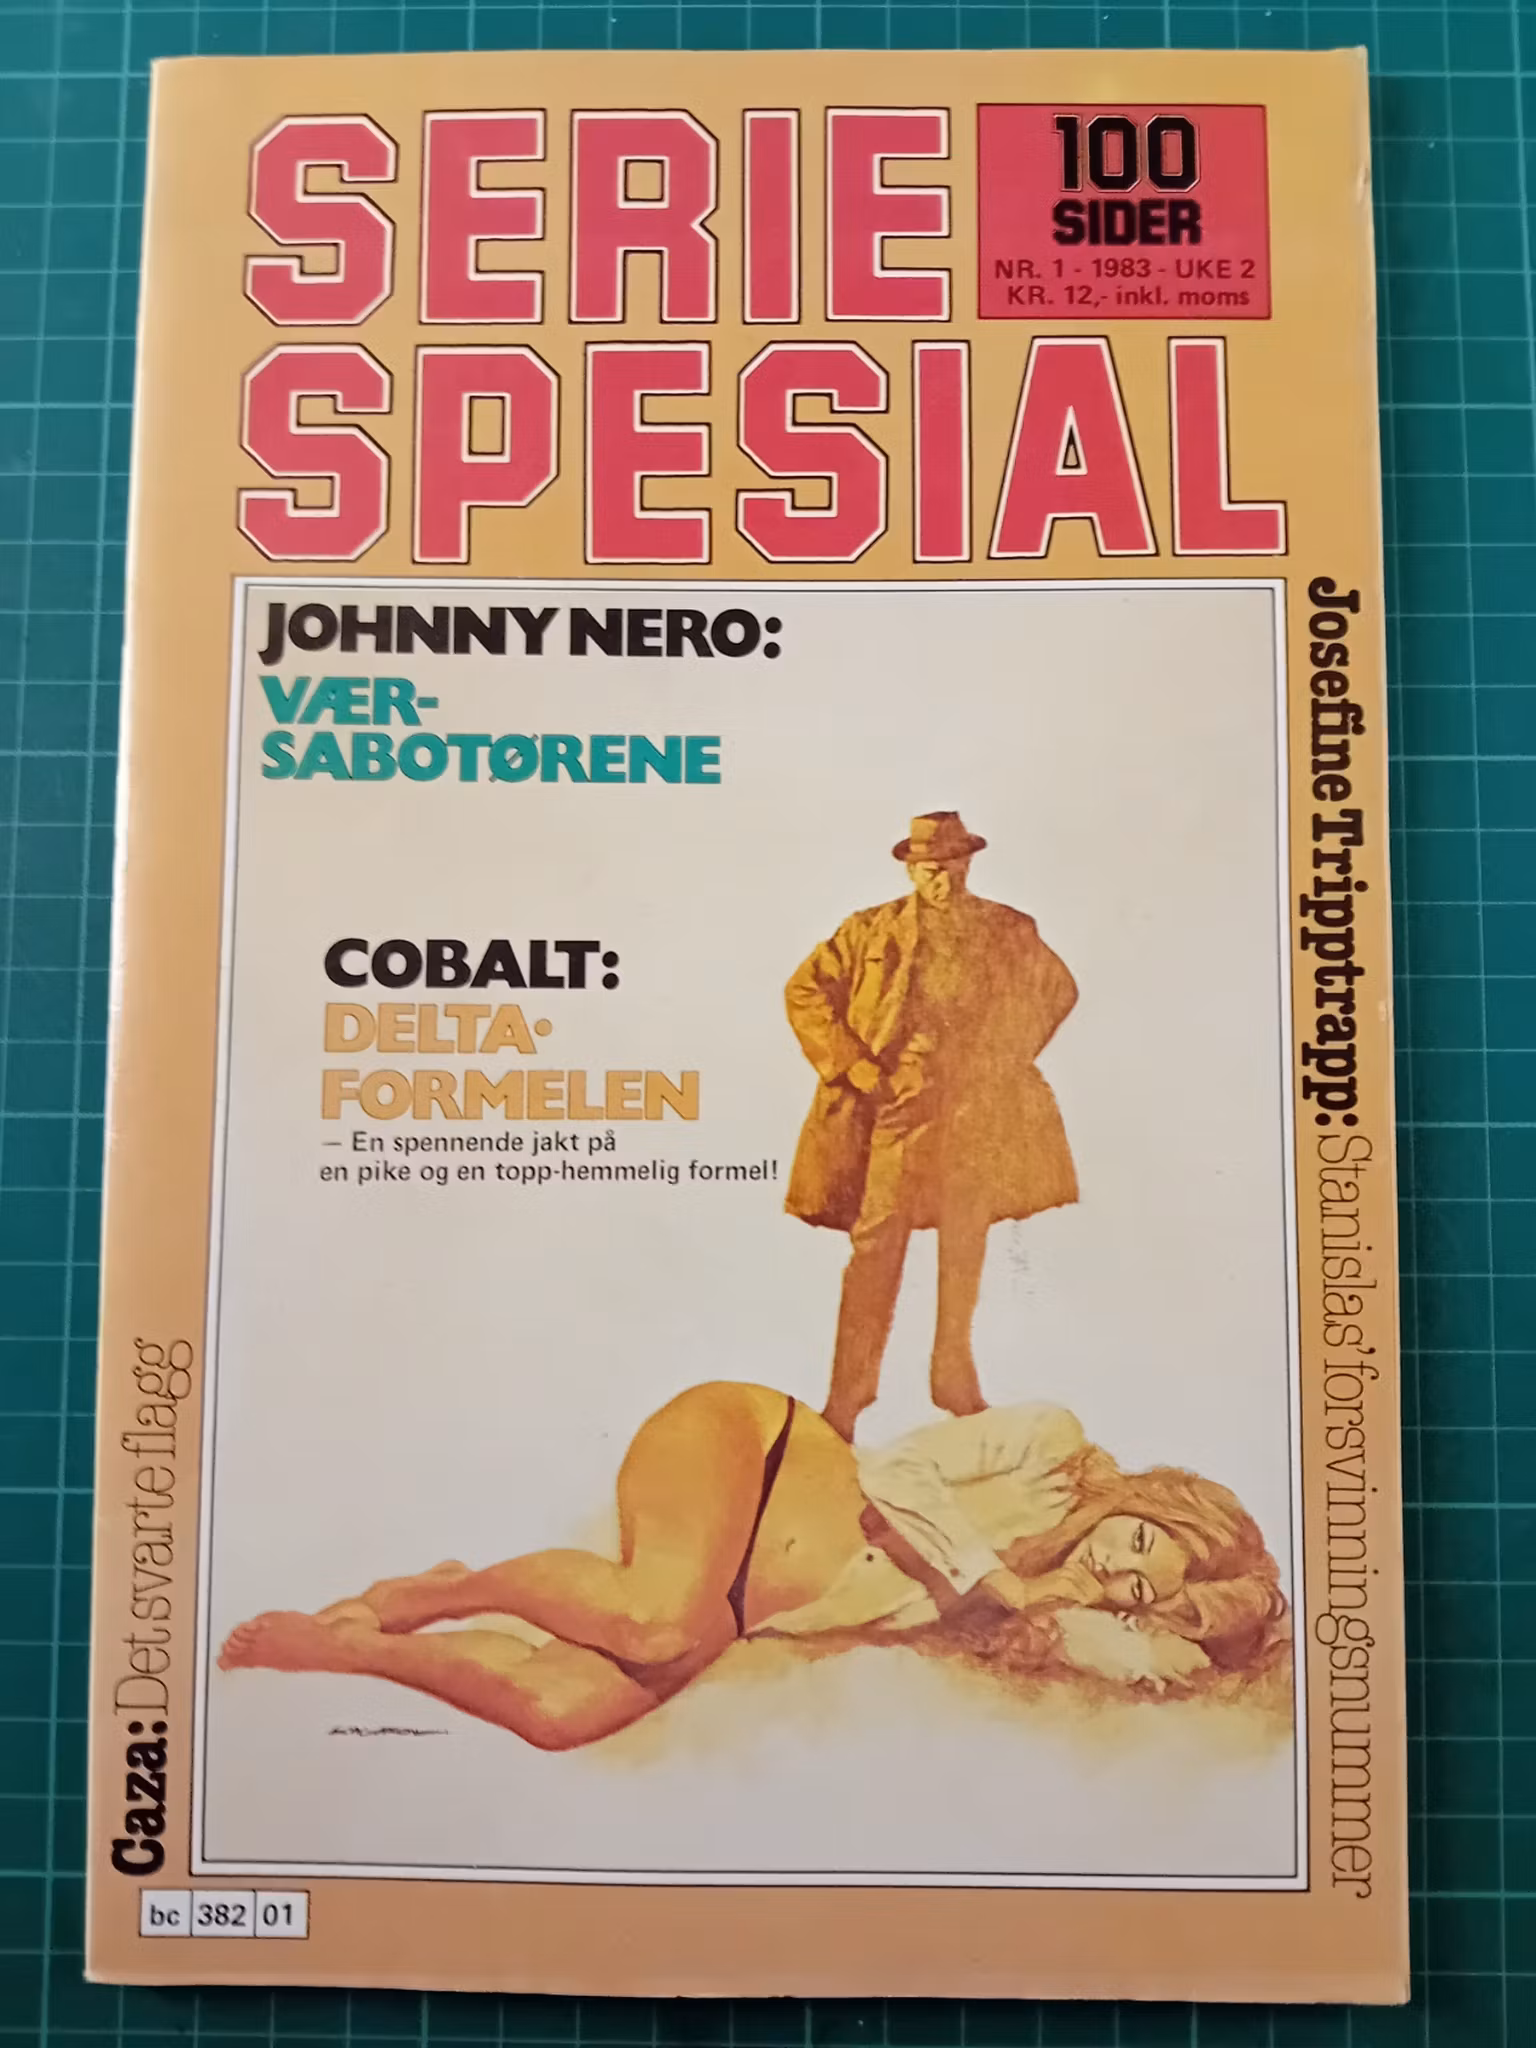 SERIE
SPESIAL
100
SIDER
NR. 1 - 1983 - UKE 2
KR. 12,- inkl. moms
JOHNNY NERO:
VÆR-
SABOTØRENE
COBALT:
DELTA-
FORMELEN
— En spennende jakt på
en pike og en topp-hemmelig formel!
Josefine Tripptrapp: Stanislas' forsvinningsnummer
Caza: Det svarte flagg
bc 382 01